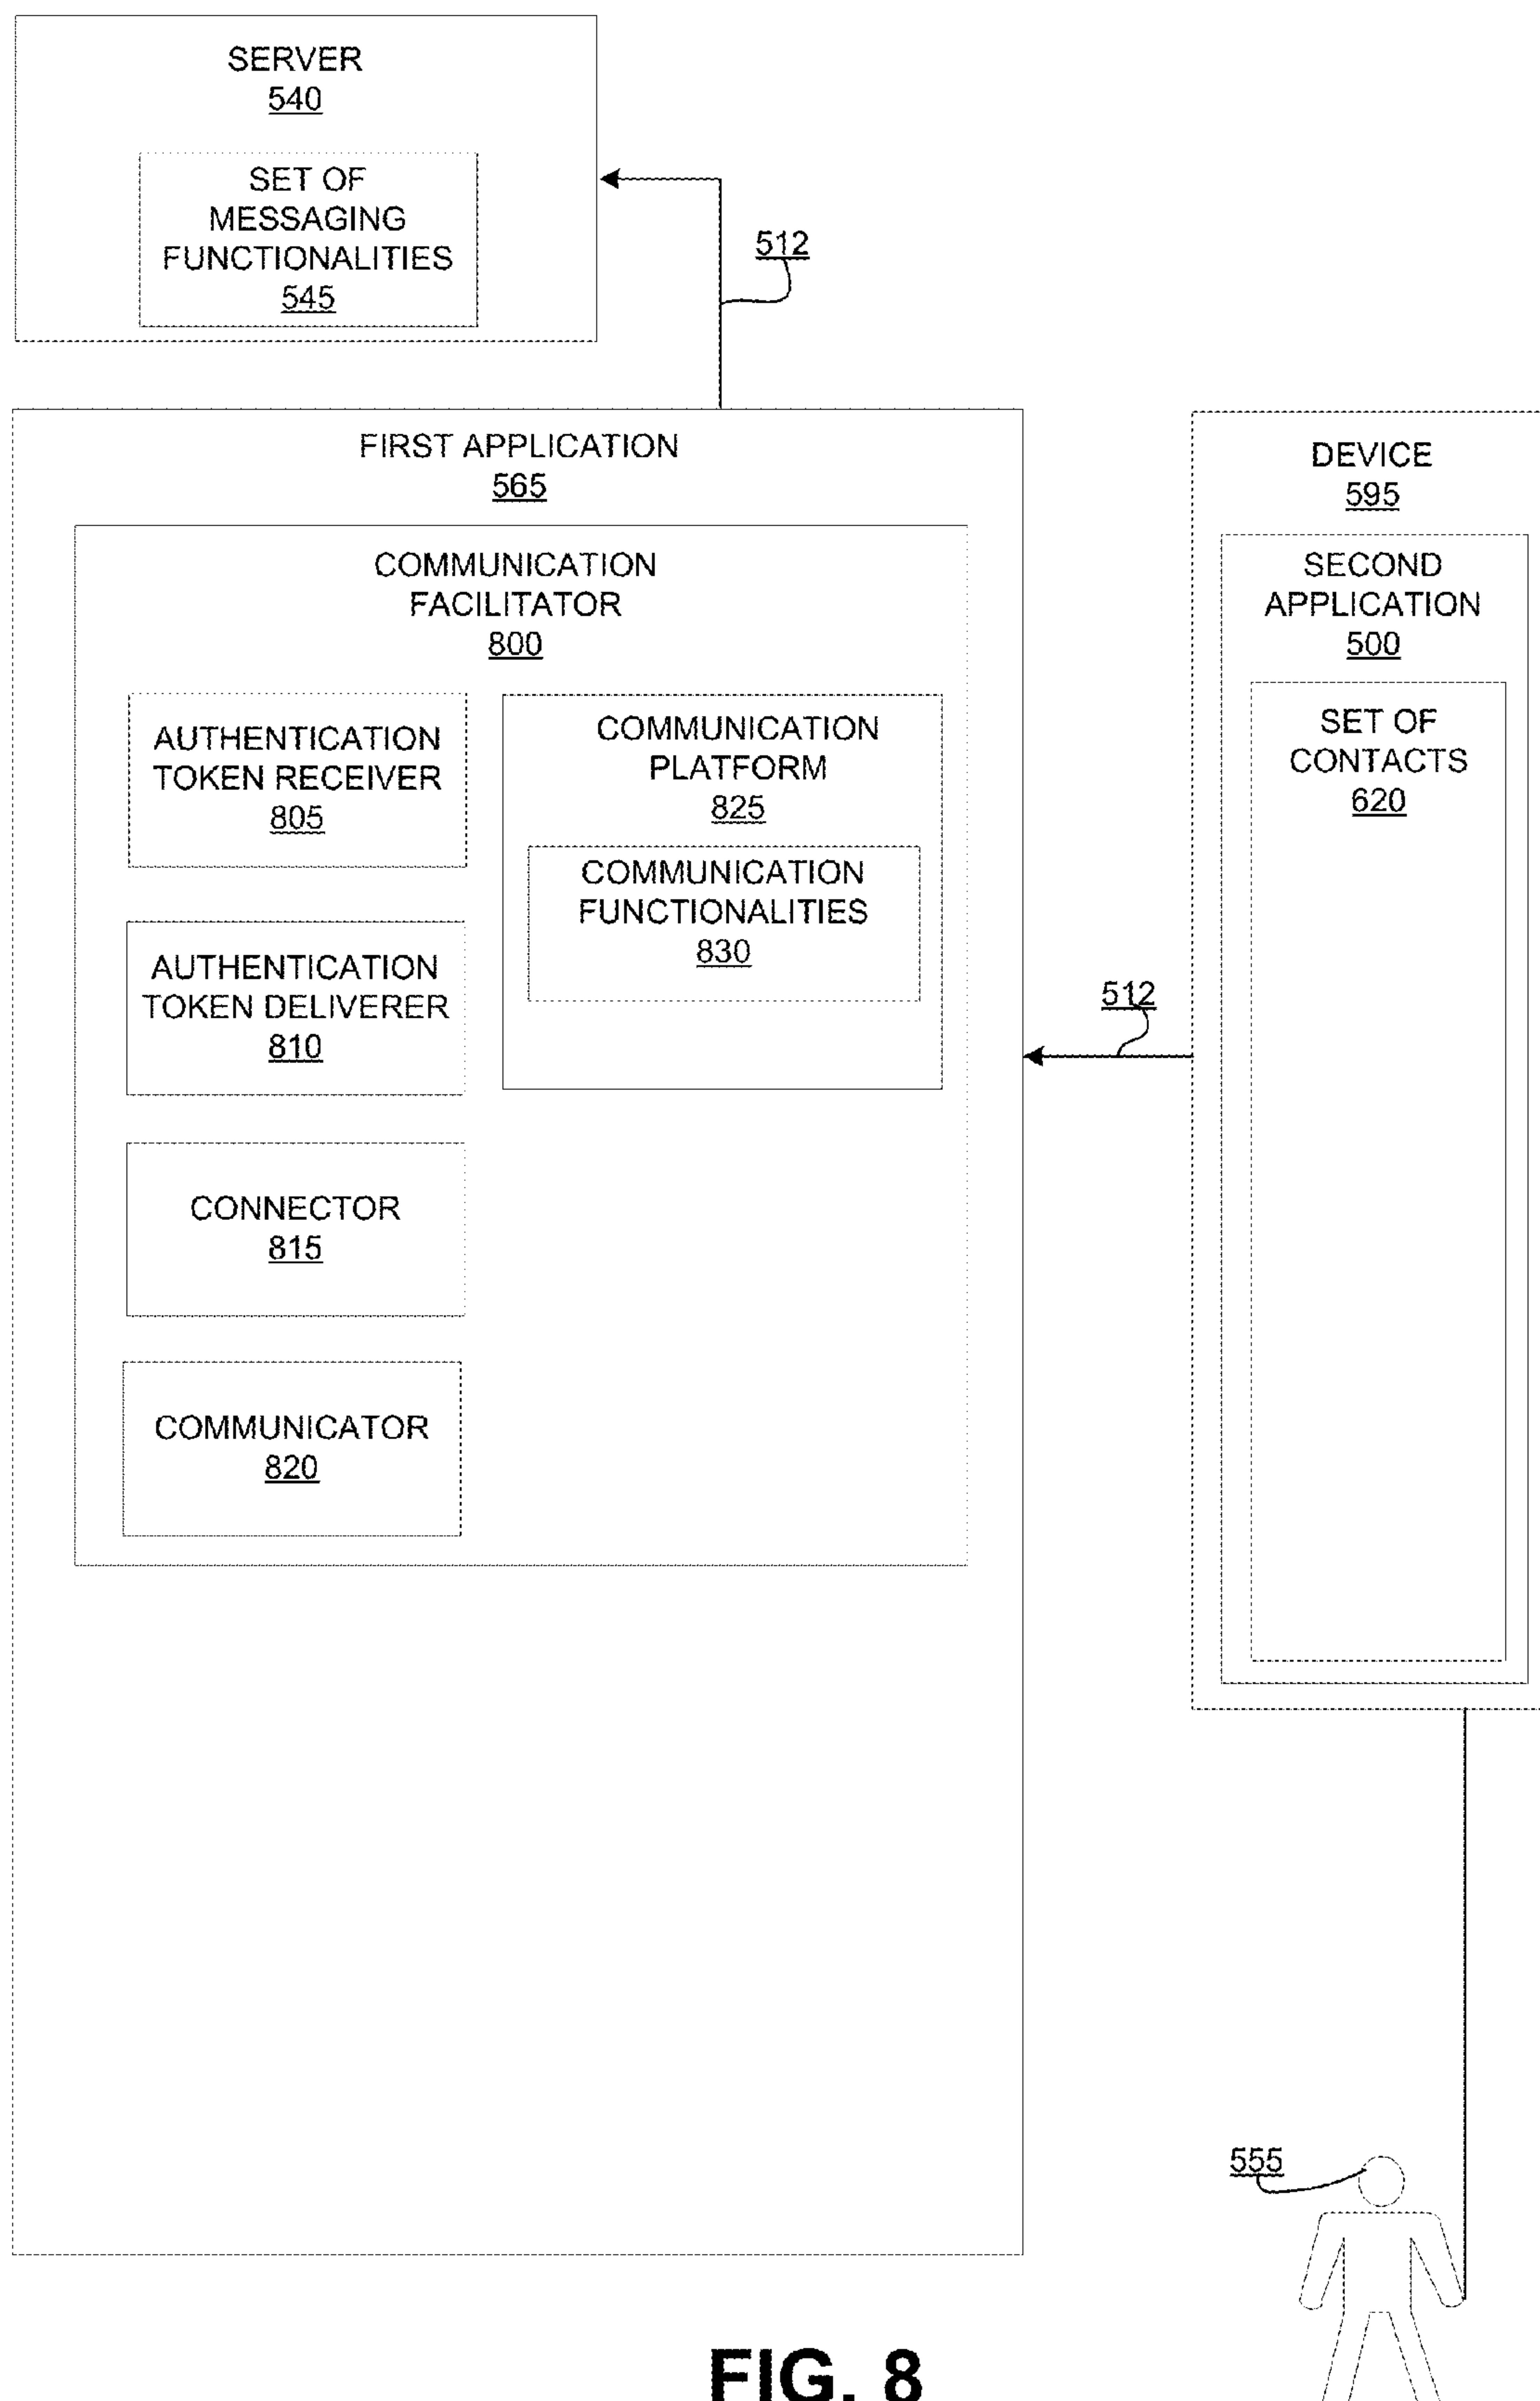 SERVER
540
SET OF
MESSAGING
FUNCTIONALITIES
545
512
FIRST APPLICATION
565
COMMUNICATION
FACILITATOR
800
AUTHENTICATION
TOKEN RECEIVER
805
COMMUNICATION
PLATFORM
825
COMMUNICATION
FUNCTIONALITIES
830
AUTHENTICATION
TOKEN DELIVERER
810
CONNECTOR
815
COMMUNICATOR
820
512
DEVICE
595
SECOND
APPLICATION
500
SET OF
CONTACTS
620
555
FIG. 8